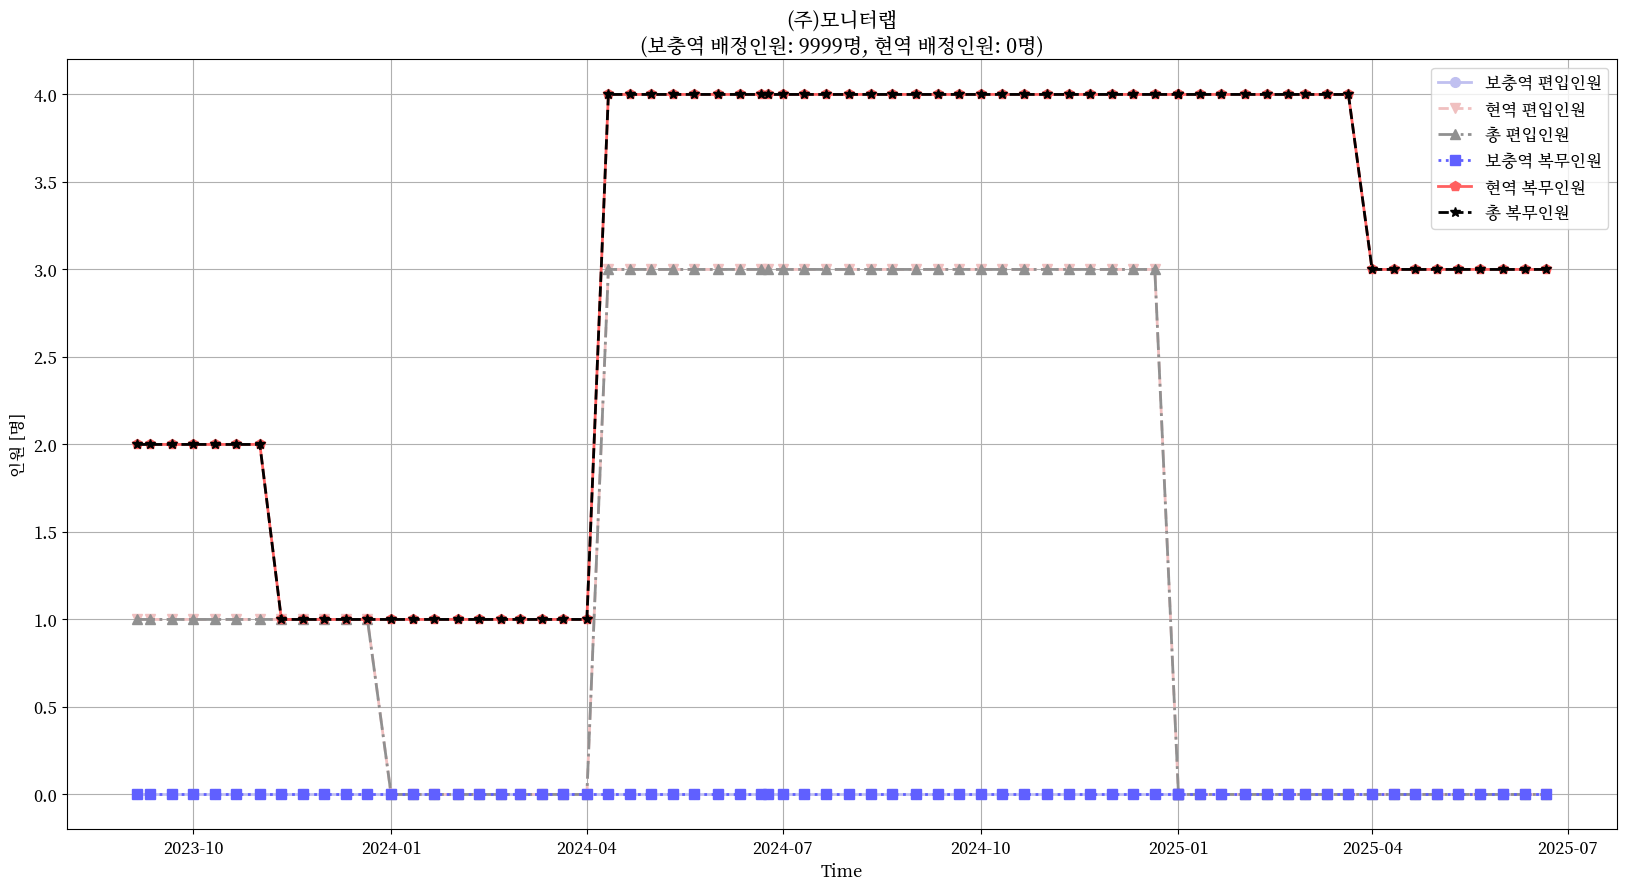 (주)모니터랩
(보충역 배정인원: 9999명, 현역 배정인원: 0명)
보충역 편입인원
현역 편입인원
총 편입인원
보충역 복무인원
현역 복무인원
총 복무인원
인원 [명]
4.0
3.5
3.0
2.5
2.0
1.5
1.0
0.5
0.0
2023-10 2024-01 2024-04 2024-07 2024-10 2025-01 2025-04 2025-07
Time